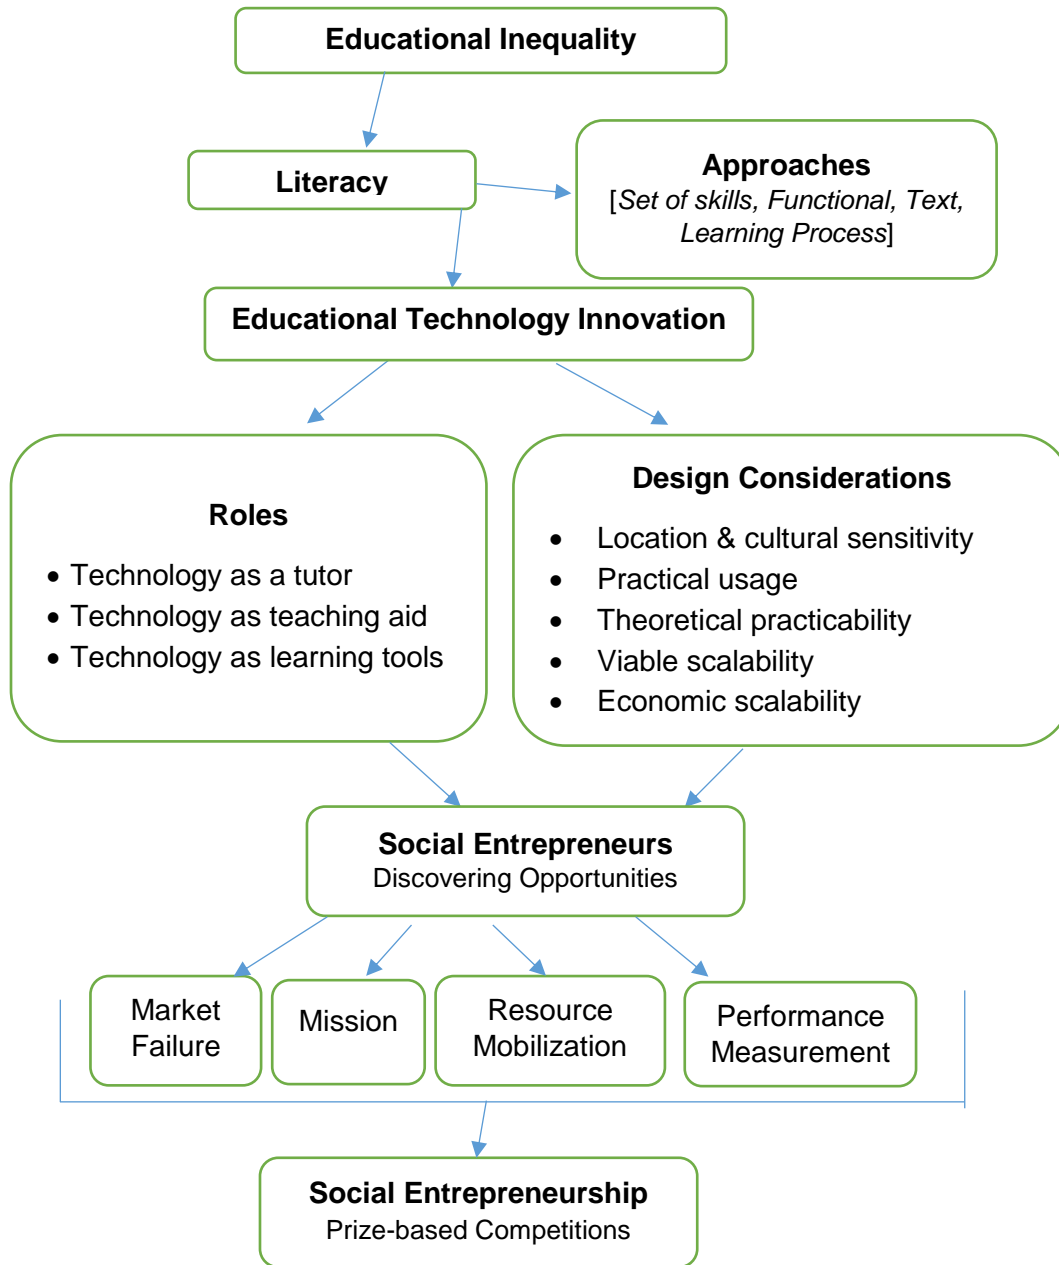 Educational Inequality
Literacy
Approaches
[Set of skills, Functional, Text,
Learning Process]
Educational Technology Innovation
Roles
• Technology as a tutor
• Technology as teaching aid
• Technology as learning tools
Design Considerations
• Location & cultural sensitivity
• Practical usage
• Theoretical practicability
• Viable scalability
• Economic scalability
Social Entrepreneurs
Discovering Opportunities
Market
Failure
Mission
Resource
Mobilization
Performance
Measurement
Social Entrepreneurship
Prize-based Competitions